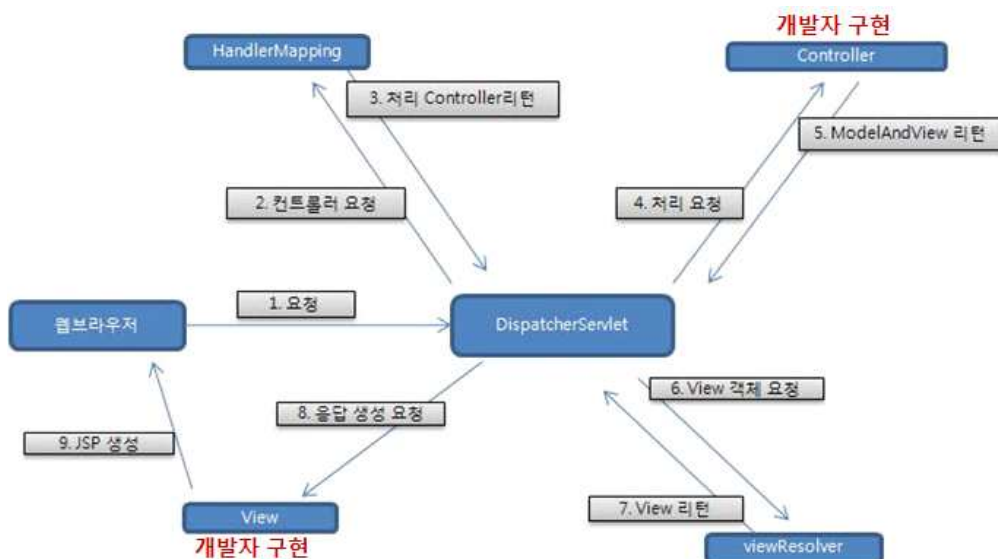 개발자 구현
HandlerMapping
Controller
3. 처리 Controller리턴
5. ModelAndView 리턴
2. 컨트롤러 요청
4. 처리 요청
1. 요청
웹브라우저
DispatcherServlet
6. View 객체 요청
8. 응답 생성 요청
9. JSP 생성
7. View 리턴
View
개발자 구현
viewResolver